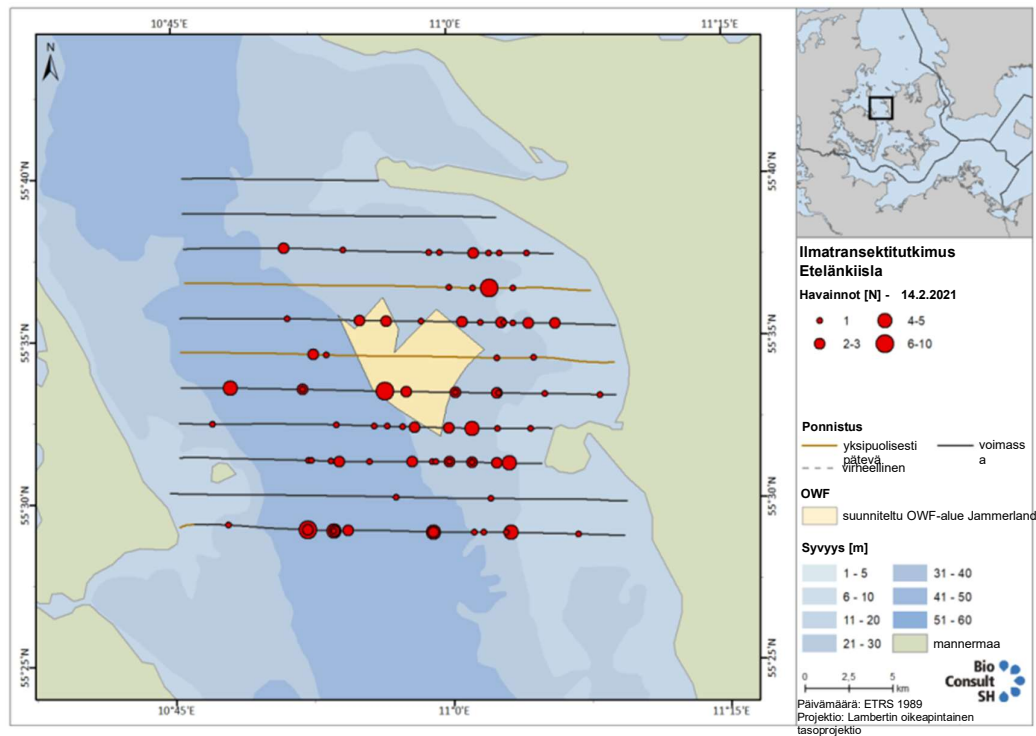 10°45'E
11°0'E
11°15'E
N
55°40'N
55°40'N
55°35'N
55°35'N
55°30'N
55°30'N
55°25'N
55°25'N
10°45'E
11°0'E
11°15'E
Ilmatransektitutkimus
Etelänkiisla
Havainnot [N] - 14.2.2021
1
4-5
2-3
6-10
Ponnistus
yksipuolisesti
pätevä
voimass
a
virheellinen
OWF
suunniteltu OWF-alue Jammerland
Syvyys [m]
1 - 5
31 - 40
6 - 10
41 - 50
11 - 20
51 - 60
21 - 30
mannermaa
0 2,5 5
km
Bio
Consult
SH
Päivämäärä: ETRS 1989
Projektio: Lambertin oikeapintainen
tasoprojektio